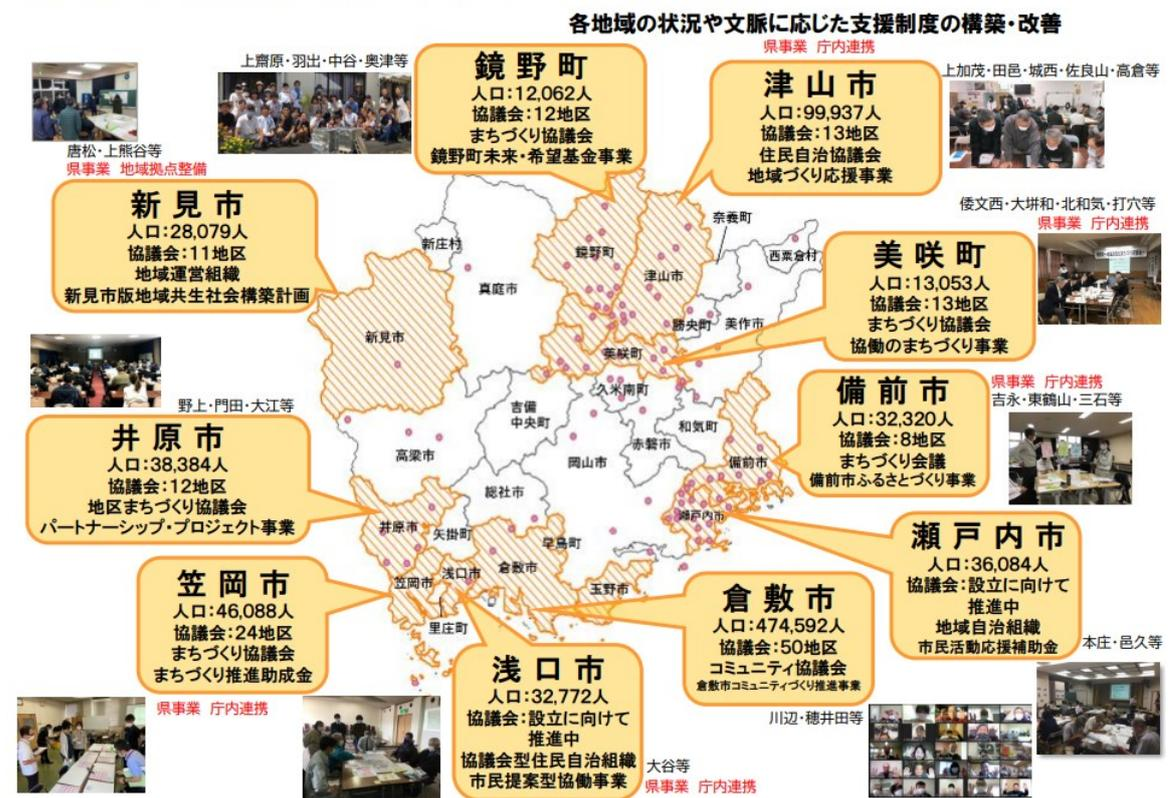 各地域の状況や文脈に応じた支援制度の構築・改善
県事業 庁内連携
上齋原・羽出・中谷・奥津等
鏡野町
人口:12,062人
協議会:12地区
まちづくり協議会
鏡野町未来・希望基金事業
津山市
人口:99,937人
協議会:13地区
住民自治協議会
地域づくり応援事業
上加茂・田邑・城西・佐良山・高倉等
唐松・上熊谷等
県事業 地域拠点整備
新見市
人口:28,079人
協議会:11地区
地域運営組織
新見市版地域共生社会構築計画
倭文西・大垪和・北和気・打穴等
県事業 庁内連携
美咲町
人口:13,053人
協議会:13地区
まちづくり協議会
協働のまちづくり事業
奈義町
新庄村
鏡野町
西粟倉村
津山市
真庭市
勝央町
美作市
新見市
美咲町
久米南町
吉備
中央町
和気町
赤磐市
高梁市
岡山市
備前市
総社市
瀬戸内市
井原市
矢掛町
早島町
浅口市
倉敷市
笠岡市
玉野市
里庄町
野上・門田・大江等
井原市
人口:38,384人
協議会:12地区
地区まちづくり協議会
パートナーシップ・プロジェクト事業
備前市
人口:32,320人
協議会:8地区
まちづくり会議
備前市ふるさとづくり事業
県事業 庁内連携
吉永・東鶴山・三石等
瀬戸内市
人口:36,084人
協議会:設立に向けて
推進中
地域自治組織
市民活動応援補助金
本庄・邑久等
笠岡市
人口:46,088人
協議会:24地区
まちづくり協議会
まちづくり推進助成金
県事業 庁内連携
浅口市
人口:32,772人
協議会:設立に向けて
推進中
協議会型住民自治組織
市民提案型協働事業
大谷等
県事業 庁内連携
倉敷市
人口:474,592人
協議会:50地区
コミュニティ協議会
倉敷市コミュニティづくり推進事業
川辺・穂井田等